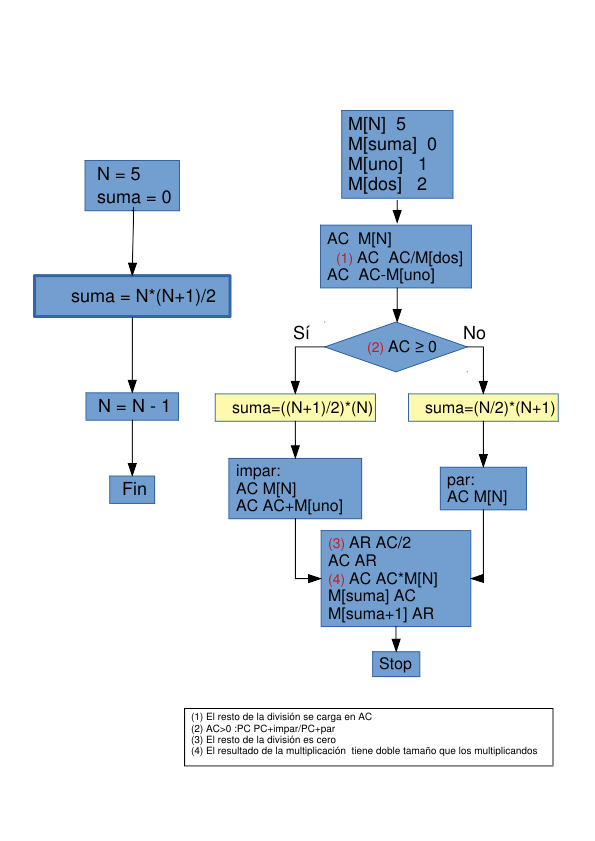 N = 5
suma = 0
suma = N*(N+1)/2
N = N - 1
Fin
M[N]  5
M[suma]  0
M[uno]   1
M[dos]   2
AC  M[N]
(1) AC  AC/M[dos]
AC  AC-M[uno]
Sí
(2) AC ≥ 0
No
suma=((N+1)/2)*(N)
suma=(N/2)*(N+1)
impar:
AC M[N]
AC AC+M[uno]
par:
AC M[N]
(3) AR AC/2
AC AR
(4) AC AC*M[N]
M[suma] AC
M[suma+1] AR
Stop
(1) El resto de la división se carga en AC
(2) AC>0 :PC PC+impar/PC+par
(3) El resto de la división es cero
(4) El resultado de la multiplicación  tiene doble tamaño que los multiplicandos